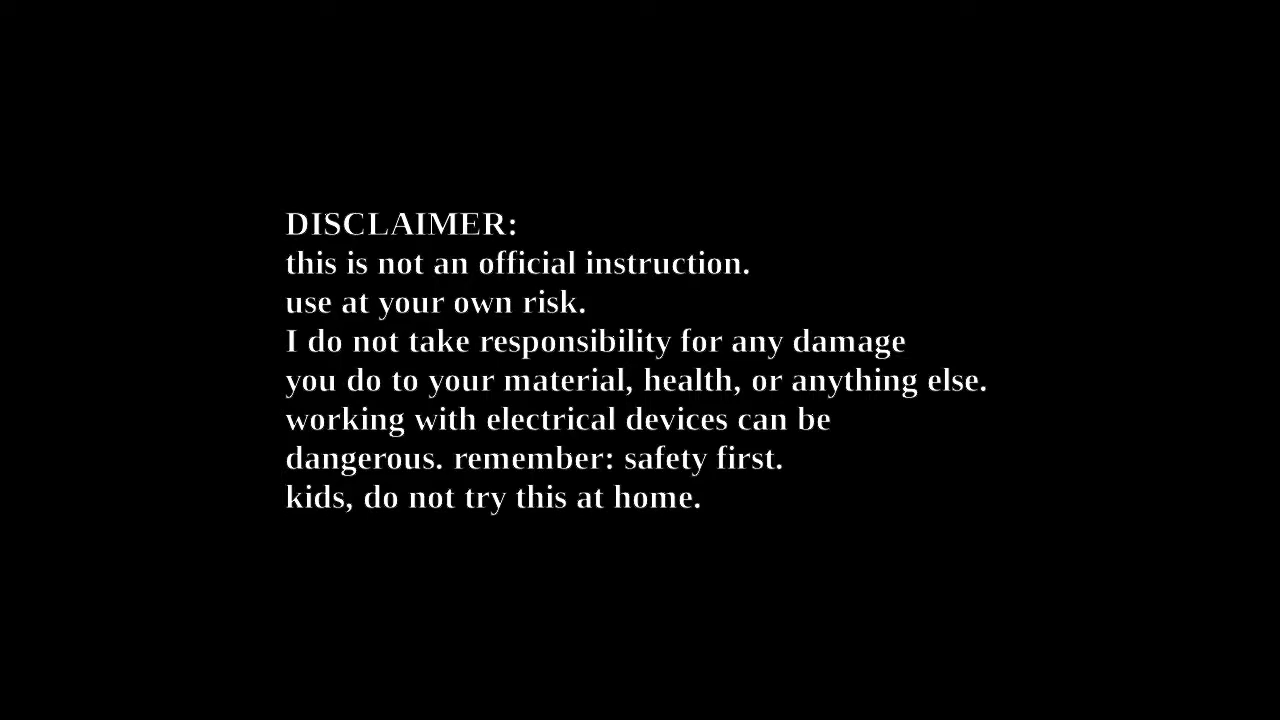 DISCLAIMER:
this is not an official instruction.
use at your own risk.
I do not take responsibility for any damage
you do to your material, health, or anything else.
working with electrical devices can be
dangerous. remember: safety first.
kids, do not try this at home.